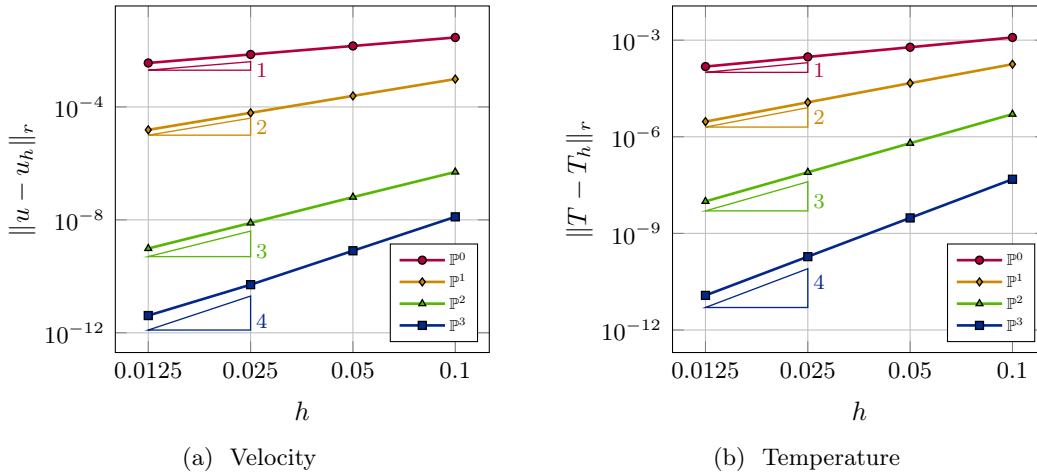 ‖u − u_h‖_r
10^−4
10^−8
10^−12
1
2
3
4
ℙ^0
ℙ^1
ℙ^2
ℙ^3
0.0125 0.025 0.05 0.1
h
(a) Velocity
‖T − T_h‖_r
10^−3
10^−6
10^−9
10^−12
1
2
3
4
ℙ^0
ℙ^1
ℙ^2
ℙ^3
0.0125 0.025 0.05 0.1
h
(b) Temperature